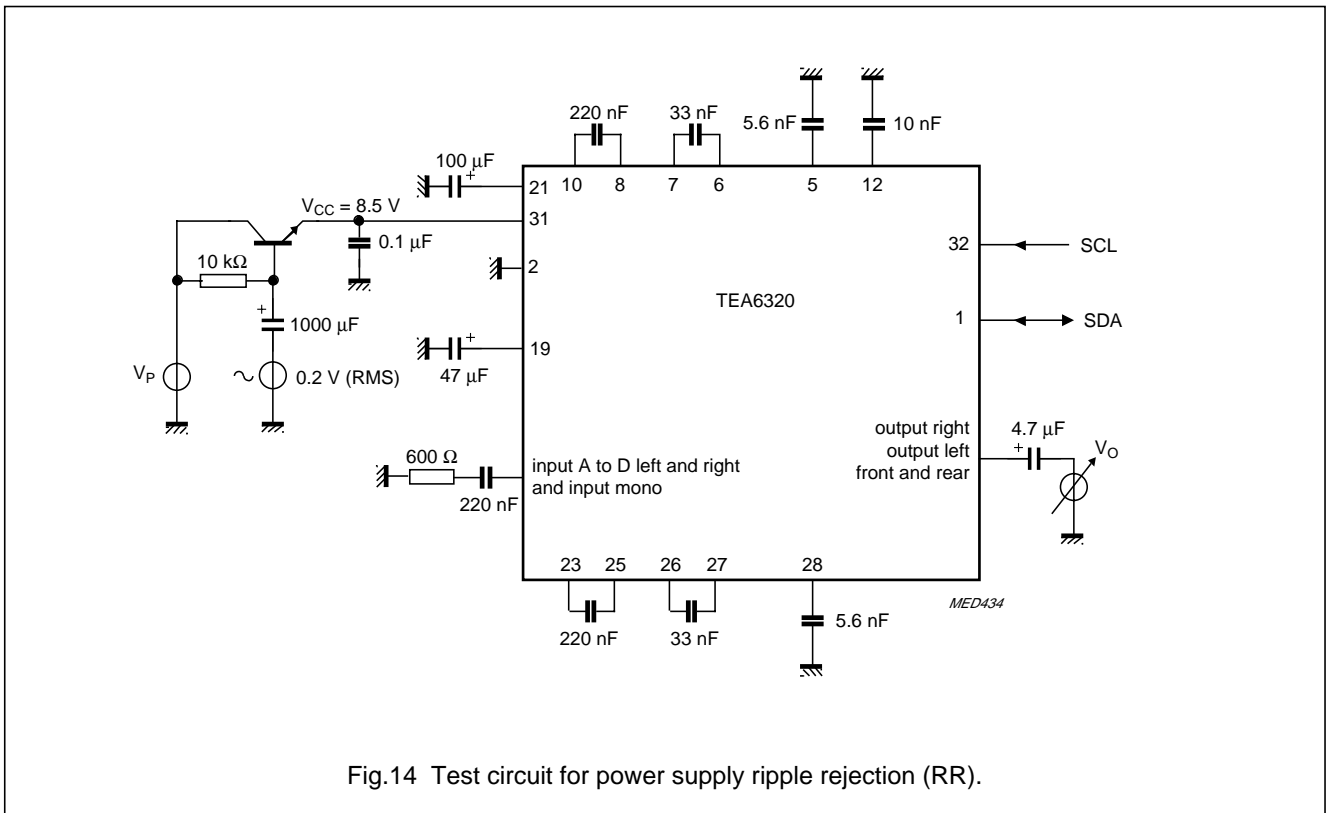 220 nF
33 nF
5.6 nF
10 nF
100 μF
+
21
10
8
7
6
5
12
VCC = 8.5 V
31
0.1 μF
32
SCL
10 kΩ
2
TEA6320
+
1000 μF
1
SDA
+
19
VP
0.2 V (RMS)
47 μF
output right
4.7 μF
output left
+
VO
front and rear
600 Ω
input A to D left and right
and input mono
220 nF
23
25
26
27
28
MED434
220 nF
33 nF
5.6 nF
Fig.14 Test circuit for power supply ripple rejection (RR).